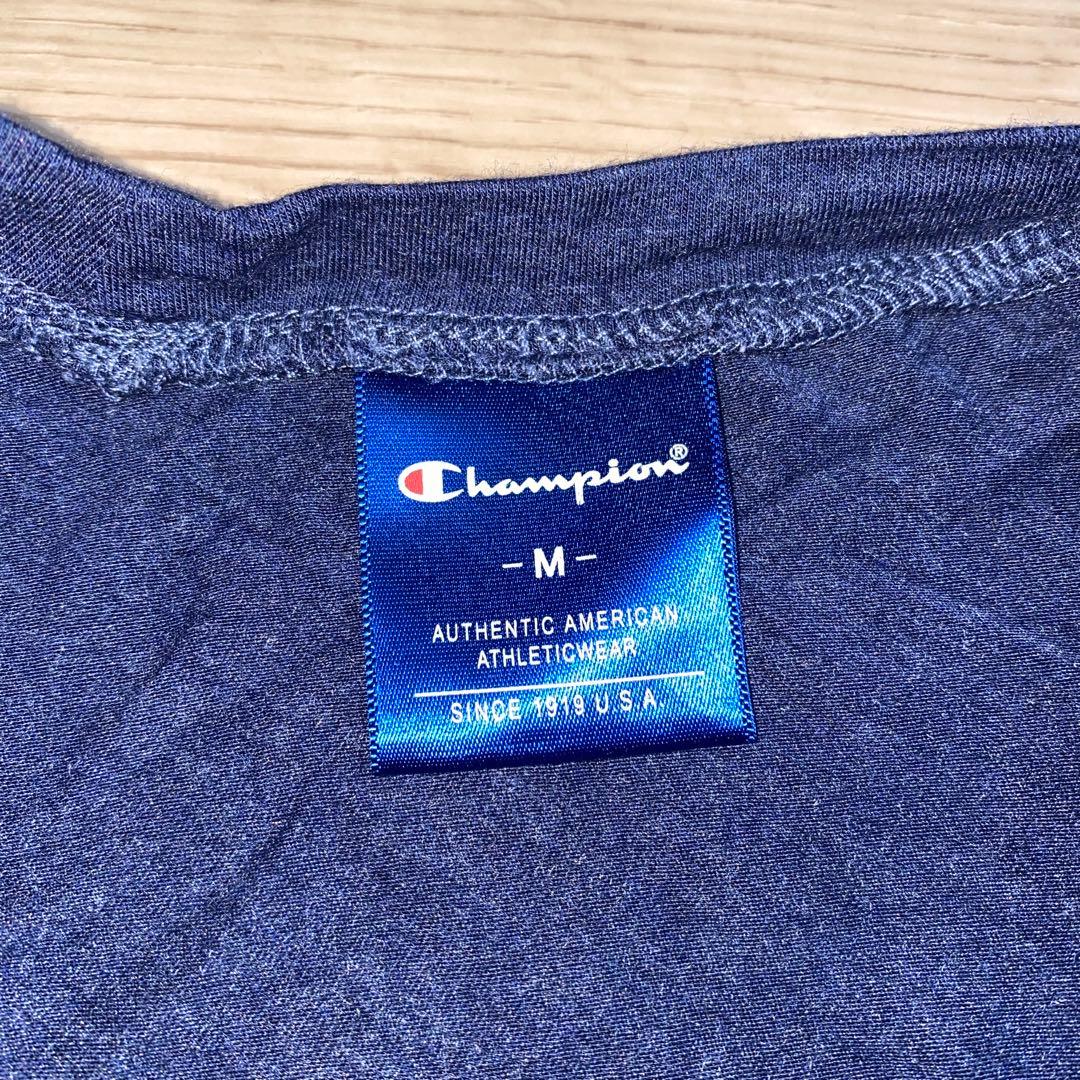 Champion®
- M -
AUTHENTIC AMERICAN
ATHLETICWEAR
SINCE 1919 U.S.A.